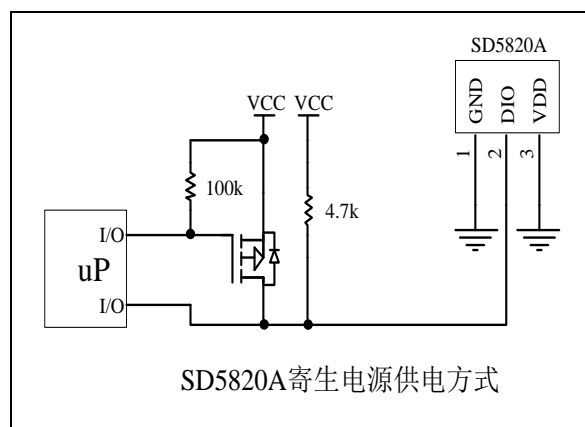 SD5820A
GND
DIO
VDD
1
2
3
VCC
VCC
100k
4.7k
I/O
uP
I/O
SD5820A寄生电源供电方式